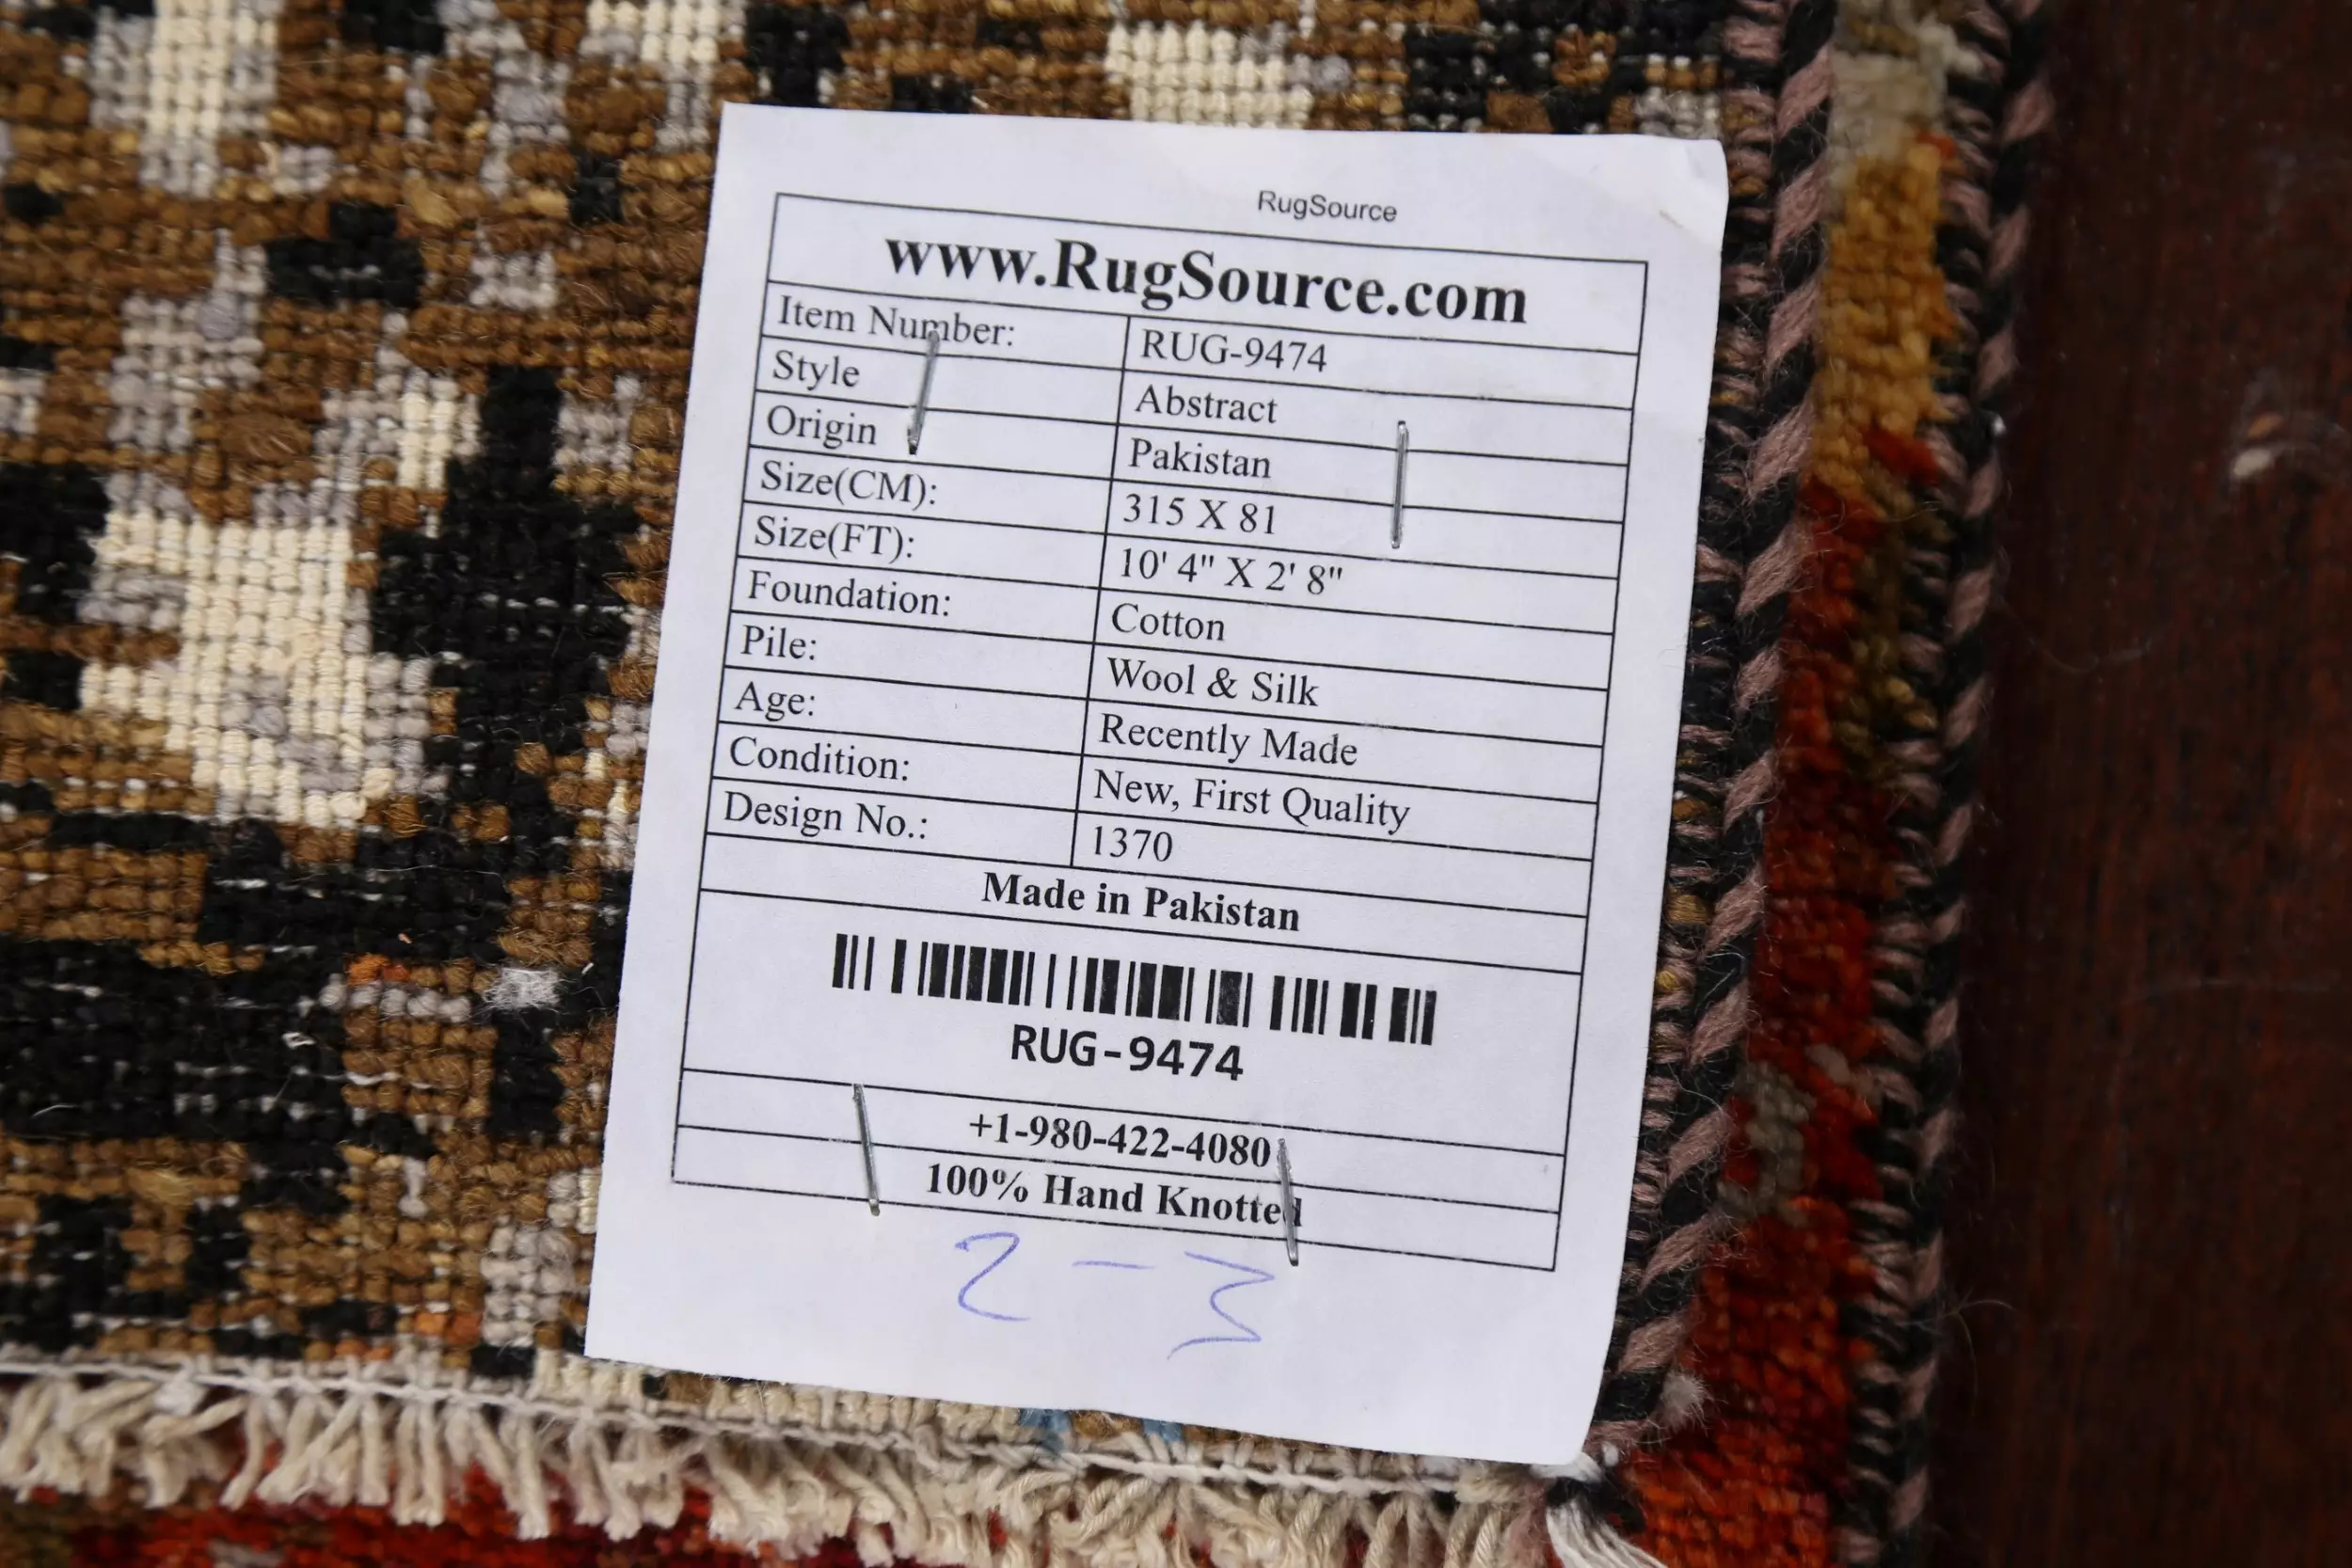 RugSource
www.RugSource.com
Item Number: RUG-9474
Style Abstract
Origin Pakistan
Size(CM): 315 X 81
Size(FT): 10' 4" X 2' 8"
Foundation: Cotton
Pile: Wool & Silk
Age: Recently Made
Condition: New, First Quality
Design No.: 1370
Made in Pakistan
RUG-9474
+1-980-422-4080
100% Hand Knotted
2-3